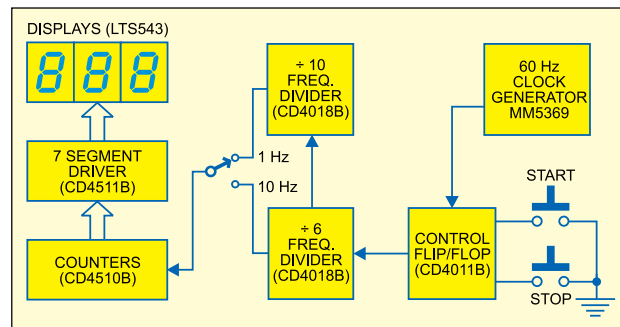 DISPLAYS (LTS543)
888
7 SEGMENT
DRIVER
(CD4511B)
COUNTERS
(CD4510B)
÷ 10
FREQ.
DIVIDER
(CD4018B)
1 Hz
10 Hz
÷ 6
FREQ.
DIVIDER
(CD4018B)
60 Hz
CLOCK
GENERATOR
MM5369
CONTROL
FLIP/FLOP
(CD4011B)
START
STOP